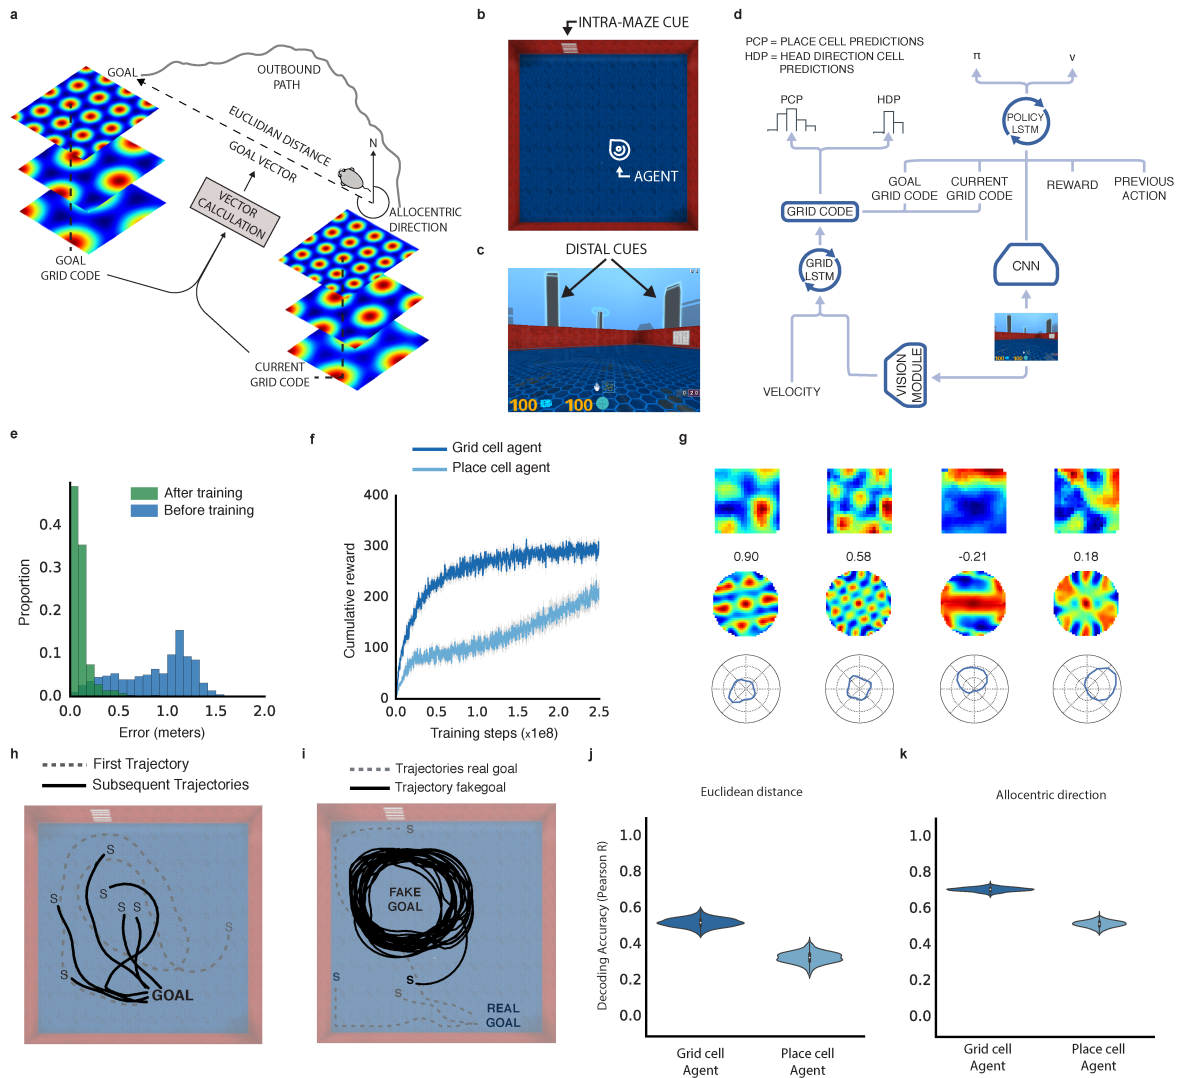 a
GOAL
OUTBOUND
PATH
EUCLIDIAN DISTANCE
GOAL VECTOR
N
VECTOR
CALCULATION
ALLOCENTRIC
DIRECTION
GOAL
GRID CODE
CURRENT
GRID CODE
b
INTRA-MAZE CUE
AGENT
c
DISTAL CUES
100
100
d
PCP = PLACE CELL PREDICTIONS
HDP = HEAD DIRECTION CELL
PREDICTIONS
π
v
PCP
HDP
POLICY
LSTM
GOAL
GRID CODE
CURRENT
GRID CODE
REWARD
PREVIOUS
ACTION
GRID CODE
GRID
LSTM
CNN
VISION
MODULE
VELOCITY
e
After training
Before training
Proportion
0.4
0.3
0.2
0.1
0.0
0.0 0.5 1.0 1.5 2.0
Error (meters)
f
Grid cell agent
Place cell agent
Cumulative reward
400
300
200
100
0
0.0 0.5 1.0 1.5 2.0 2.5
Training steps (x1e8)
g
0.90 0.58 -0.21 0.18
h
First Trajectory
Subsequent Trajectories
S
S
S
S S
S
S
GOAL
i
Trajectories real goal
Trajectory fakegoal
S
FAKE
GOAL
S
S
S
REAL
GOAL
j
Euclidean distance
Decoding Accuracy (Pearson R)
1.0
0.8
0.6
0.4
0.2
0.0
Grid cell
Agent
Place cell
Agent
k
Allocentric direction
1.0
0.8
0.6
0.4
0.2
0.0
Grid cell
Agent
Place cell
Agent